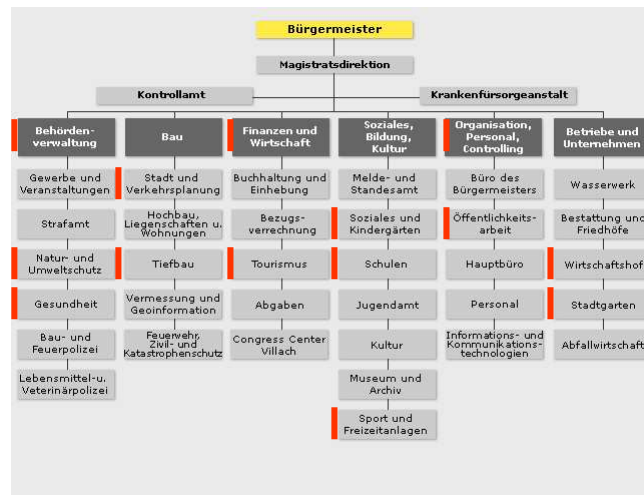 Bürgermeister
Magistratsdirektion
Kontrollamt
Krankenfürsorgeanstalt
Behörden-
verwaltung
Gewerbe und
Veranstaltungen
Strafamt
Natur- und
Umweltschutz
Gesundheit
Bau- und
Feuerpolizei
Lebensmittel-u.
Veterinärpolizei
Bau
Stadt und
Verkehrsplanung
Hochbau,
Liegenschaften u.
Wohnungen
Tiefbau
Vermessung und
Geoinformation
Feuerwehr,
Zivil- und
Katastrophenschutz
Finanzen und
Wirtschaft
Buchhaltung und
Einhebung
Bezugs-
verrechnung
Tourismus
Abgaben
Congress Center
Villach
Soziales,
Bildung,
Kultur
Melde- und
Standesamt
Soziales und
Kindergärten
Schulen
Jugendamt
Kultur
Museum und
Archiv
Sport und
Freizeitanlagen
Organisation,
Personal,
Controlling
Büro des
Bürgermeisters
Öffentlichkeits-
arbeit
Hauptbüro
Personal
Informations- und
Kommunikations-
technologien
Betriebe und
Unternehmen
Wasserwerk
Bestattung und
Friedhöfe
Wirtschaftshof
Stadtgarten
Abfallwirtschaft